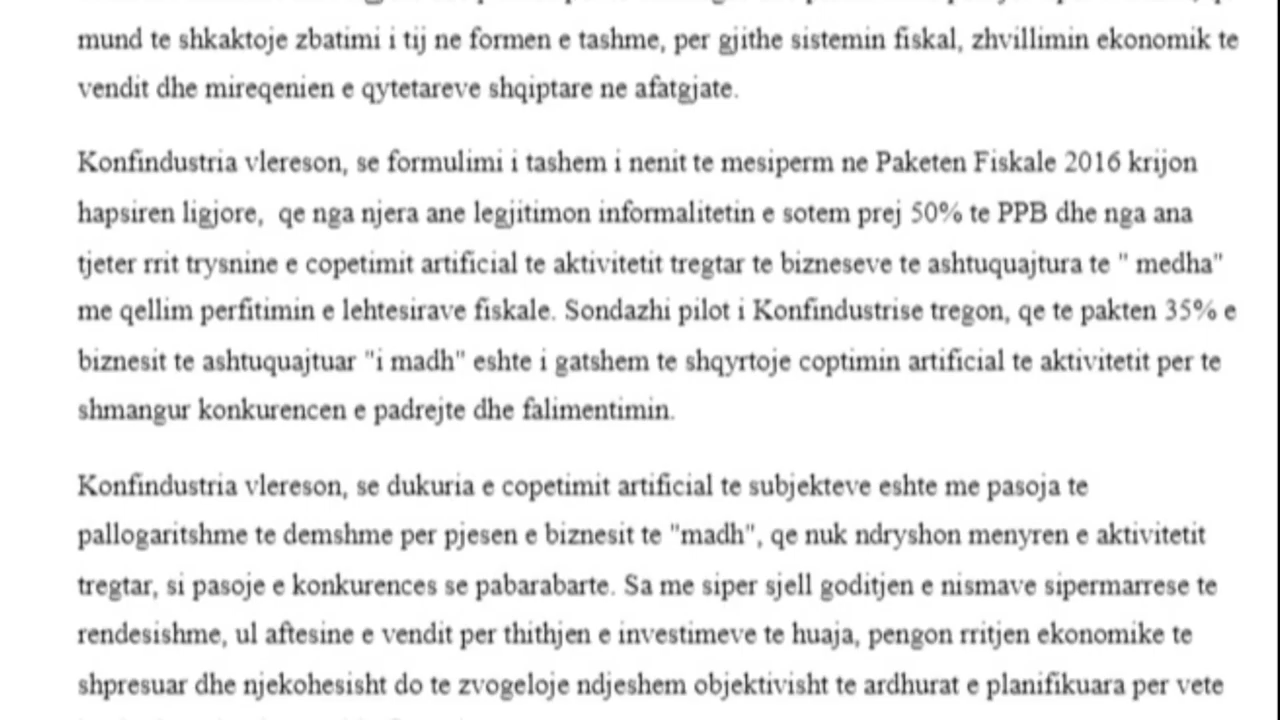 mund te shkaktoje zbatimi i tij ne formen e tashme, per gjithe sistemin fiskal, zhvillimin ekonomik te
vendit dhe mireqenien e qytetareve shqiptare ne afatgjate.
Konfindustria vlereson, se formulimi i tashem i nenit te mesiperm ne Paketen Fiskale 2016 krijon
hapsiren ligjore,  qe nga njera ane legjitimon informalitetin e sotem prej 50% te PPB dhe nga ana
tjeter rrit trysnine e copetimit artificial te aktivitetit tregtar te bizneseve te ashtuquajtura te " medha"
me qellim perfitimin e lehtesirave fiskale. Sondazhi pilot i Konfindustrise tregon, qe te pakten 35% e
biznesit te ashtuquajtuar "i madh" eshte i gatshem te shqyrtoje coptimin artificial te aktivitetit per te
shmangur konkurencen e padrejte dhe falimentimin.
Konfindustria vlereson, se dukuria e copetimit artificial te subjekteve eshte me pasoja te
pallogaritshme te demshme per pjesen e biznesit te "madh", qe nuk ndryshon menyren e aktivitetit
tregtar, si pasoje e konkurences se pabarabarte. Sa me siper sjell goditjen e nismave sipermarrese te
rendesishme, ul aftesine e vendit per thithjen e investimeve te huaja, pengon rritjen ekonomike te
shpresuar dhe njekohesisht do te zvogeloje ndjeshem objektivisht te ardhurat e planifikuara per vete